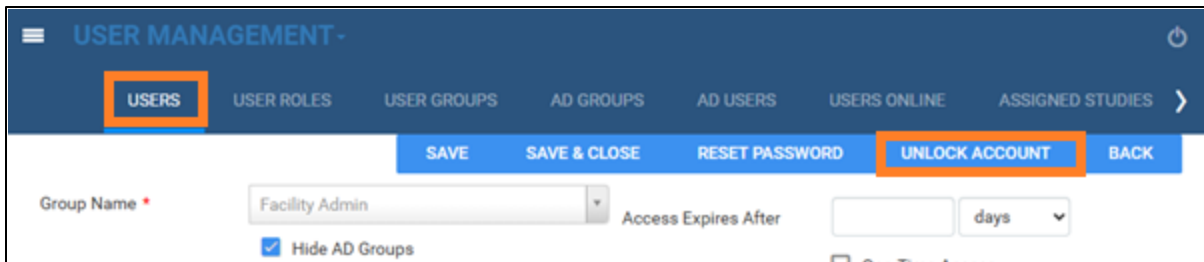 USER MANAGEMENT
USERS USER ROLES USER GROUPS AD GROUPS AD USERS USERS ONLINE ASSIGNED STUDIES
SAVE SAVE & CLOSE RESET PASSWORD UNLOCK ACCOUNT BACK
Group Name * Facility Admin Access Expires After days
Hide AD Groups